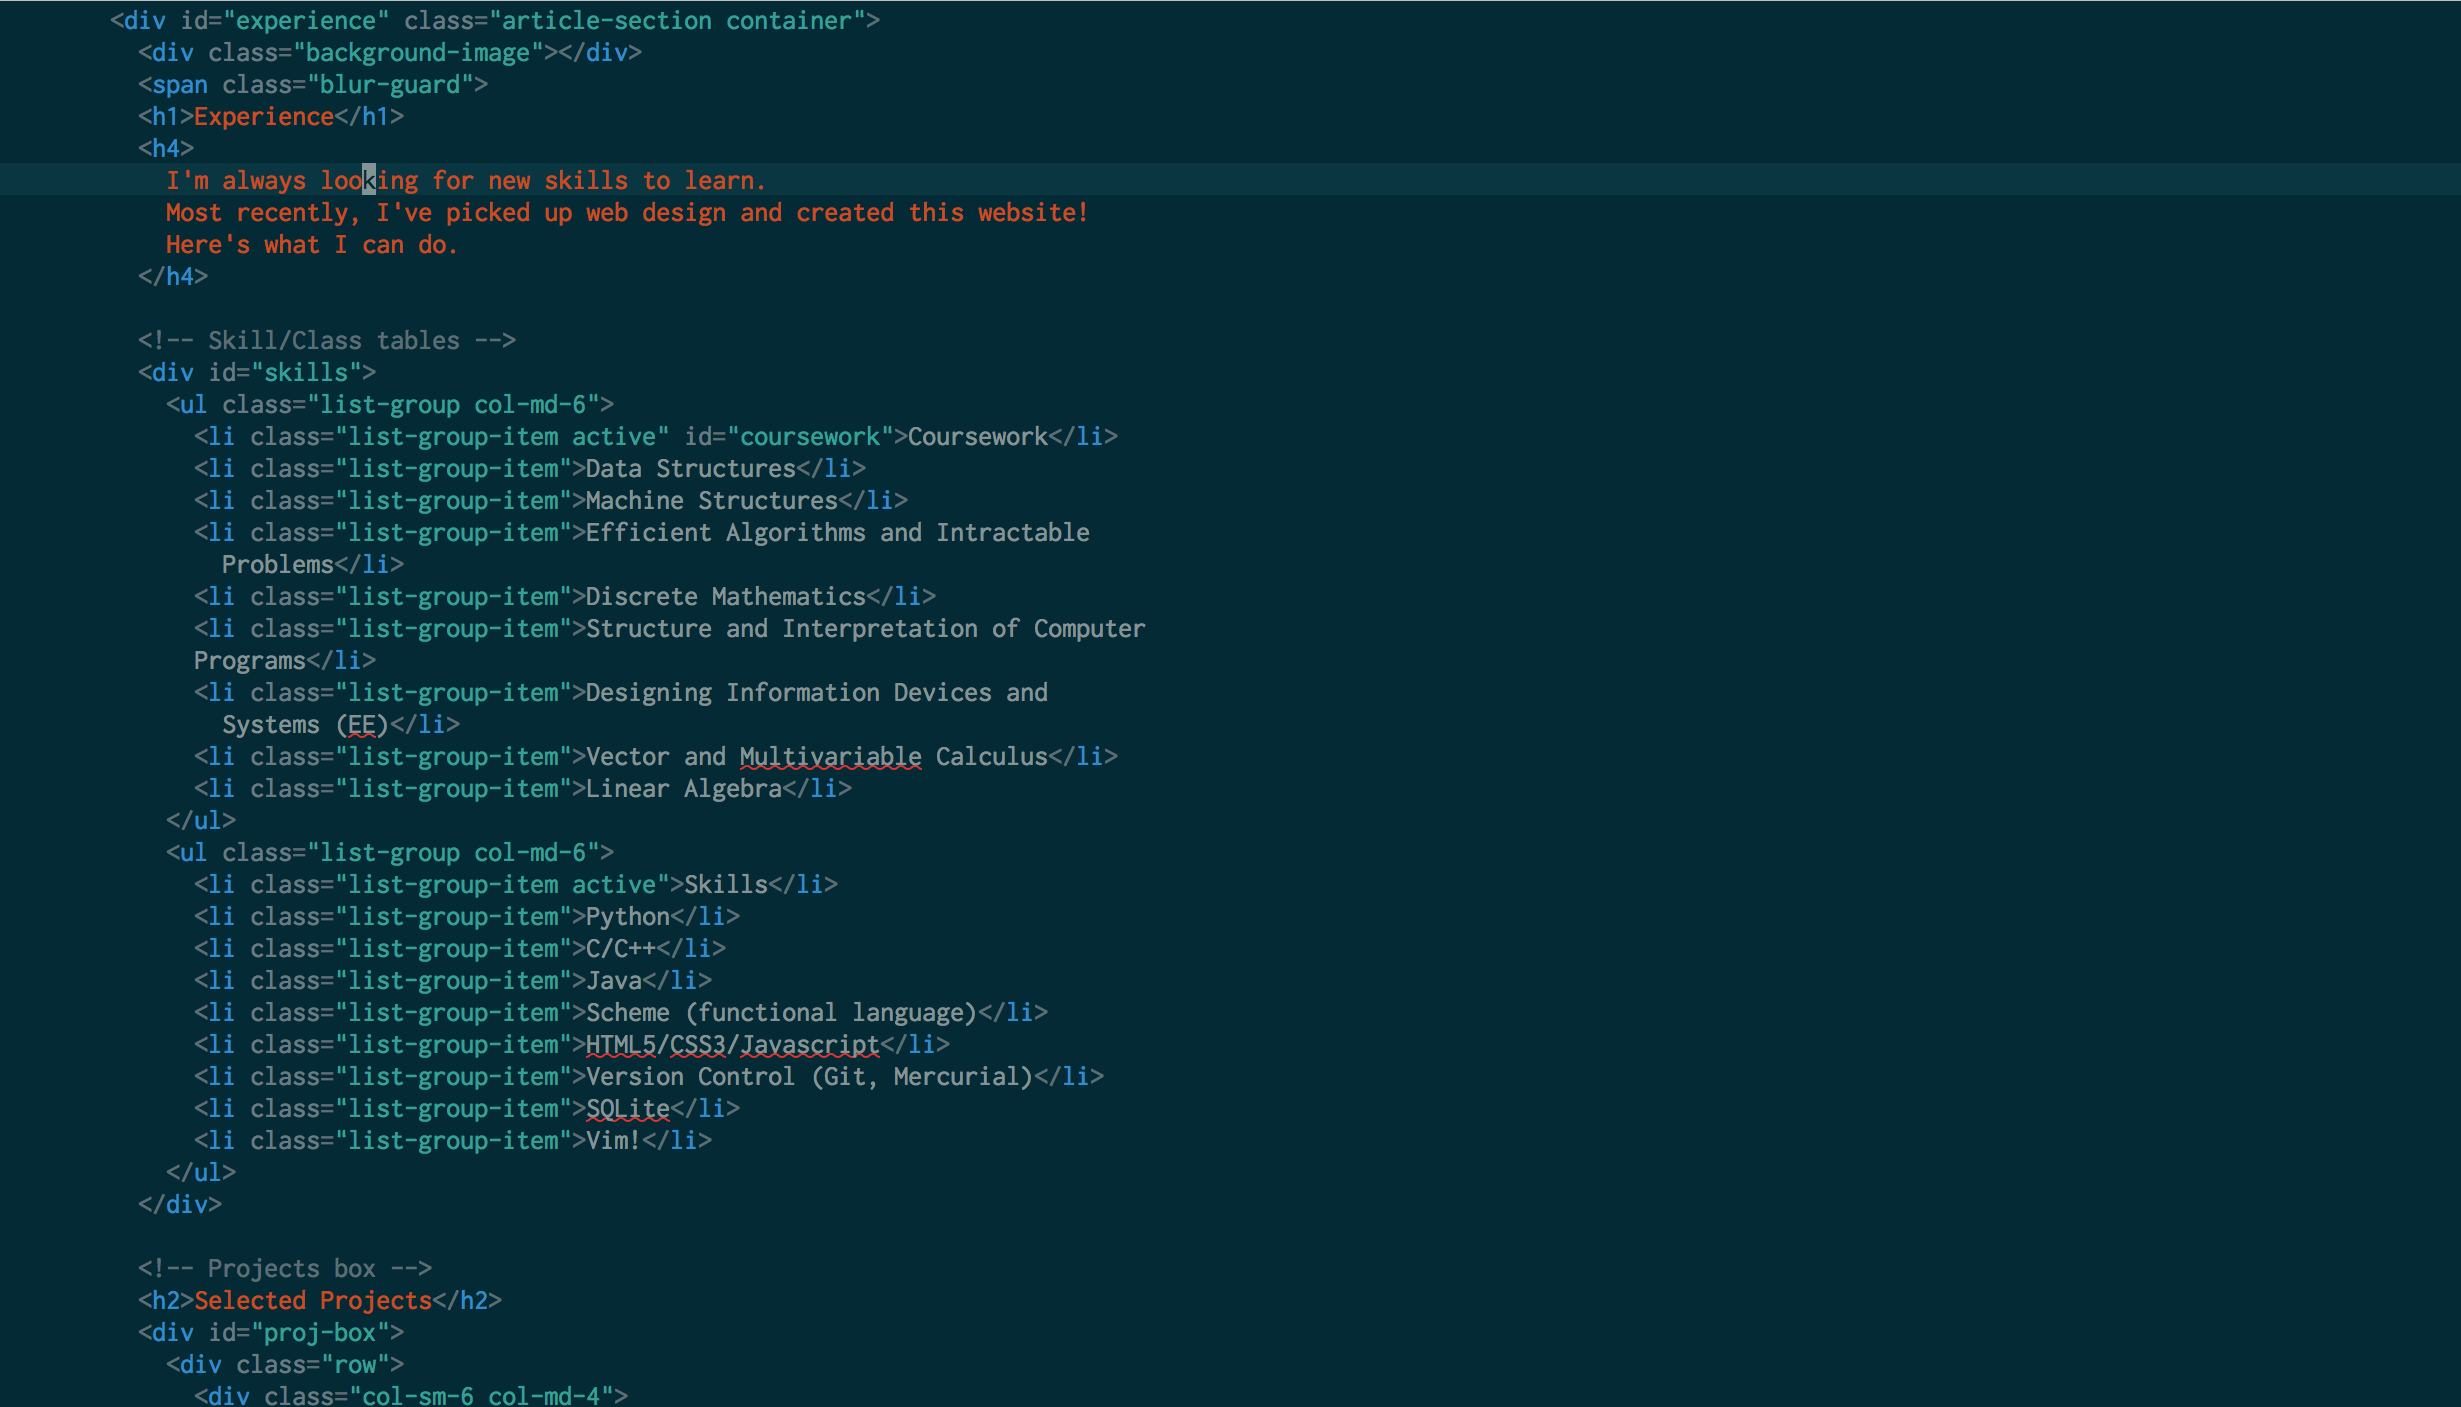 <div id="experience" class="article-section container">
<div class="background-image"></div>
<span class="blur-guard">
<h1>Experience</h1>
<h4>
I'm always looking for new skills to learn.
Most recently, I've picked up web design and created this website!
Here's what I can do.
</h4>
<!-- Skill/Class tables -->
<div id="skills">
<ul class="list-group col-md-6">
<li class="list-group-item active" id="coursework">Coursework</li>
<li class="list-group-item">Data Structures</li>
<li class="list-group-item">Machine Structures</li>
<li class="list-group-item">Efficient Algorithms and Intractable
Problems</li>
<li class="list-group-item">Discrete Mathematics</li>
<li class="list-group-item">Structure and Interpretation of Computer
Programs</li>
<li class="list-group-item">Designing Information Devices and
Systems (EE)</li>
<li class="list-group-item">Vector and Multivariable Calculus</li>
<li class="list-group-item">Linear Algebra</li>
</ul>
<ul class="list-group col-md-6">
<li class="list-group-item active">Skills</li>
<li class="list-group-item">Python</li>
<li class="list-group-item">C/C++</li>
<li class="list-group-item">Java</li>
<li class="list-group-item">Scheme (functional language)</li>
<li class="list-group-item">HTML5/CSS3/Javascript</li>
<li class="list-group-item">Version Control (Git, Mercurial)</li>
<li class="list-group-item">SQLite</li>
<li class="list-group-item">Vim!</li>
</ul>
</div>
<!-- Projects box -->
<h2>Selected Projects</h2>
<div id="proj-box">
<div class="row">
<div class="col-sm-6 col-md-4">